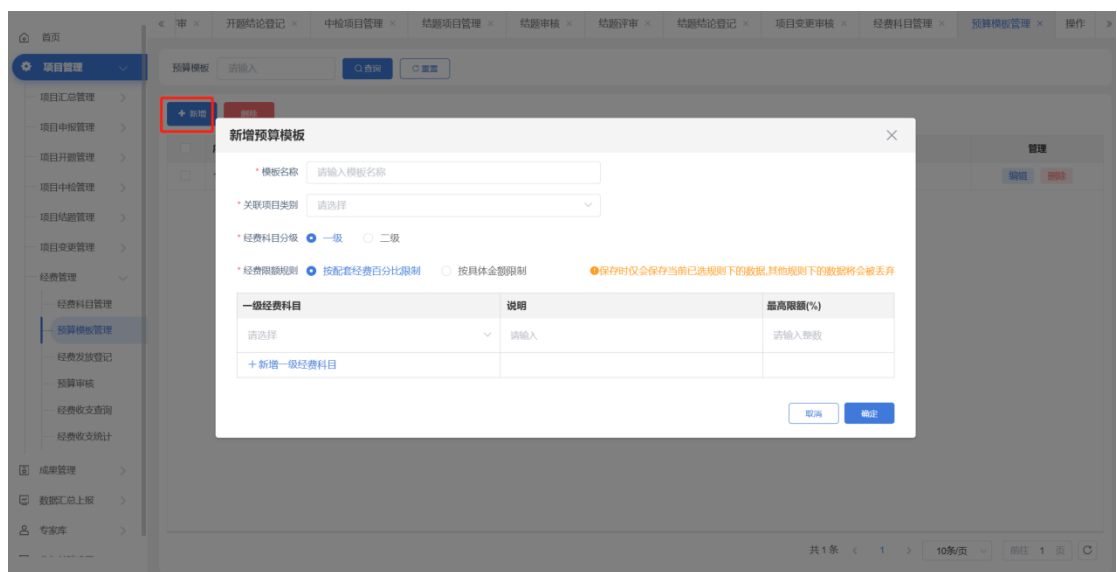 首页
项目管理
项目汇总管理
项目申报管理
项目开题管理
项目中检管理
项目结题管理
项目变更管理
经费管理
经费科目管理
预算模板管理
经费发放登记
预算审核
经费收支查询
经费收支统计
成果管理
数据汇总上报
专家库
开题结论登记 中检项目管理 结题项目管理 结题审核 结题评审 结题结论登记 项目变更审核 经费科目管理 预算模板管理 操作
预算模板 请输入 查询 重置
+ 新增 删除
管理
编辑 删除
新增预算模板
* 模板名称 请输入模板名称
* 关联项目类别 请选择
* 经费科目分级 一级 二级
* 经费限额规则 按配套经费百分比限制 按具体金额限制 保存时仅会保存当前已选规则下的数据,其他规则下的数据将会被丢弃
一级经费科目 说明 最高限额(%)
请选择 请输入 请输入整数
+新增一级经费科目
取消 确定
共1条 < 1 > 10条/页 前往 1 页